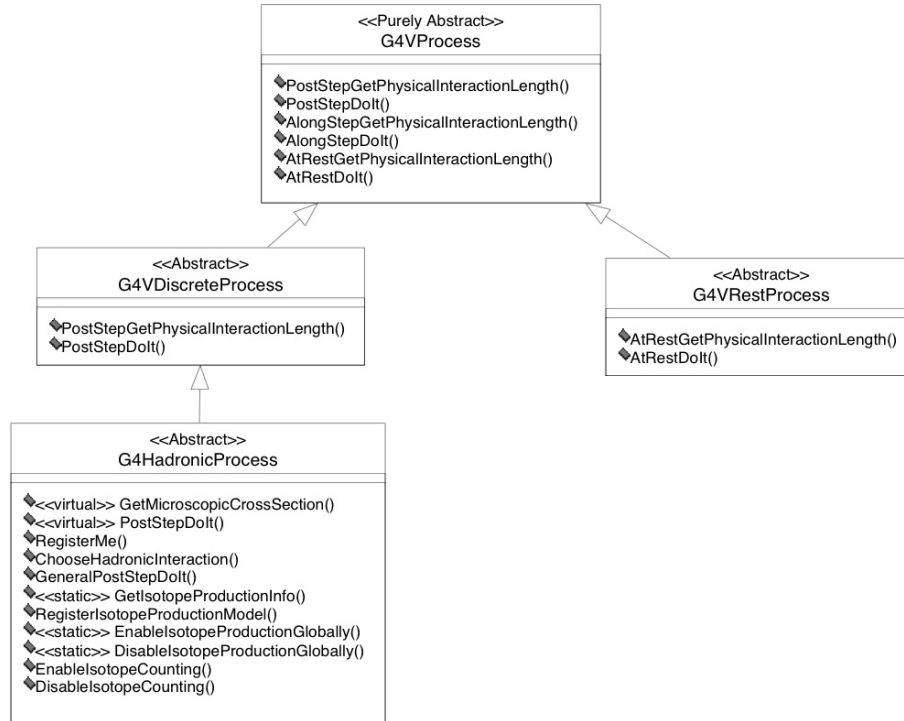 <<Purely Abstract>>
G4VProcess
PostStepGetPhysicalInteractionLength()
PostStepDoIt()
AlongStepGetPhysicalInteractionLength()
AlongStepDoIt()
AtRestGetPhysicalInteractionLength()
AtRestDoIt()
<<Abstract>>
G4VDiscreteProcess
PostStepGetPhysicalInteractionLength()
PostStepDoIt()
<<Abstract>>
G4VRestProcess
AtRestGetPhysicalInteractionLength()
AtRestDoIt()
<<Abstract>>
G4HadronicProcess
<<virtual>> GetMicroscopicCrossSection()
<<virtual>> PostStepDoIt()
RegisterMe()
ChooseHadronicInteraction()
GeneralPostStepDoIt()
<<static>> GetIsotopeProductionInfo()
RegisterIsotopeProductionModel()
<<static>> EnableIsotopeProductionGlobally()
<<static>> DisableIsotopeProductionGlobally()
EnableIsotopeCounting()
DisableIsotopeCounting()